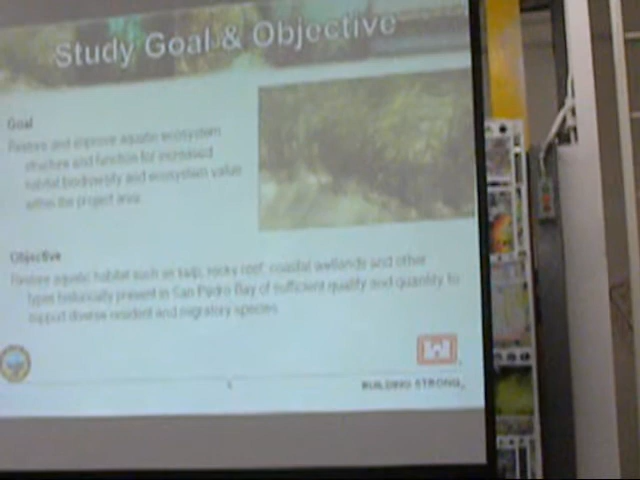 Study Goal & Objective
Goal
Restore and improve aquatic ecosystem
structure and function for increased
habitat biodiversity and ecosystem value
within the project area
Objective
Restore aquatic habitat such as kelp, rocky reef, coastal wetlands and other
types historically present in San Pedro Bay of sufficient quality and quantity to
support diverse resident and migratory species
BUILDING STRONG